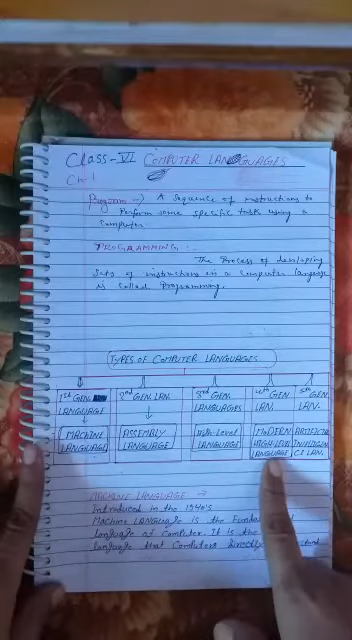 Class-VI COMPUTER LANGUAGES
Ch-1
Program -> A Sequence of instructions to
Perform some specific task using a
Computer.
PROGRAMMING :-
The Process of developing
Sets of instructions in a Computer language
is called Programming.
TYPES OF COMPUTER LANGUAGES
1st GEN. LANGUAGE
2nd GEN. LAN.
3rd GEN. LANGUAGES
4th GEN LAN.
5th GEN. LAN.
MACHINE LANGUAGE
ASSEMBLY LANGUAGE
High-Level LANGUAGE
MODERN HIGH-LEVEL LANGUAGE
MACHINE LANGUAGE ->
Introduced in the 1940's
Machine LANGUAGE is the
Language of Computer. It is the
language that Computers directly